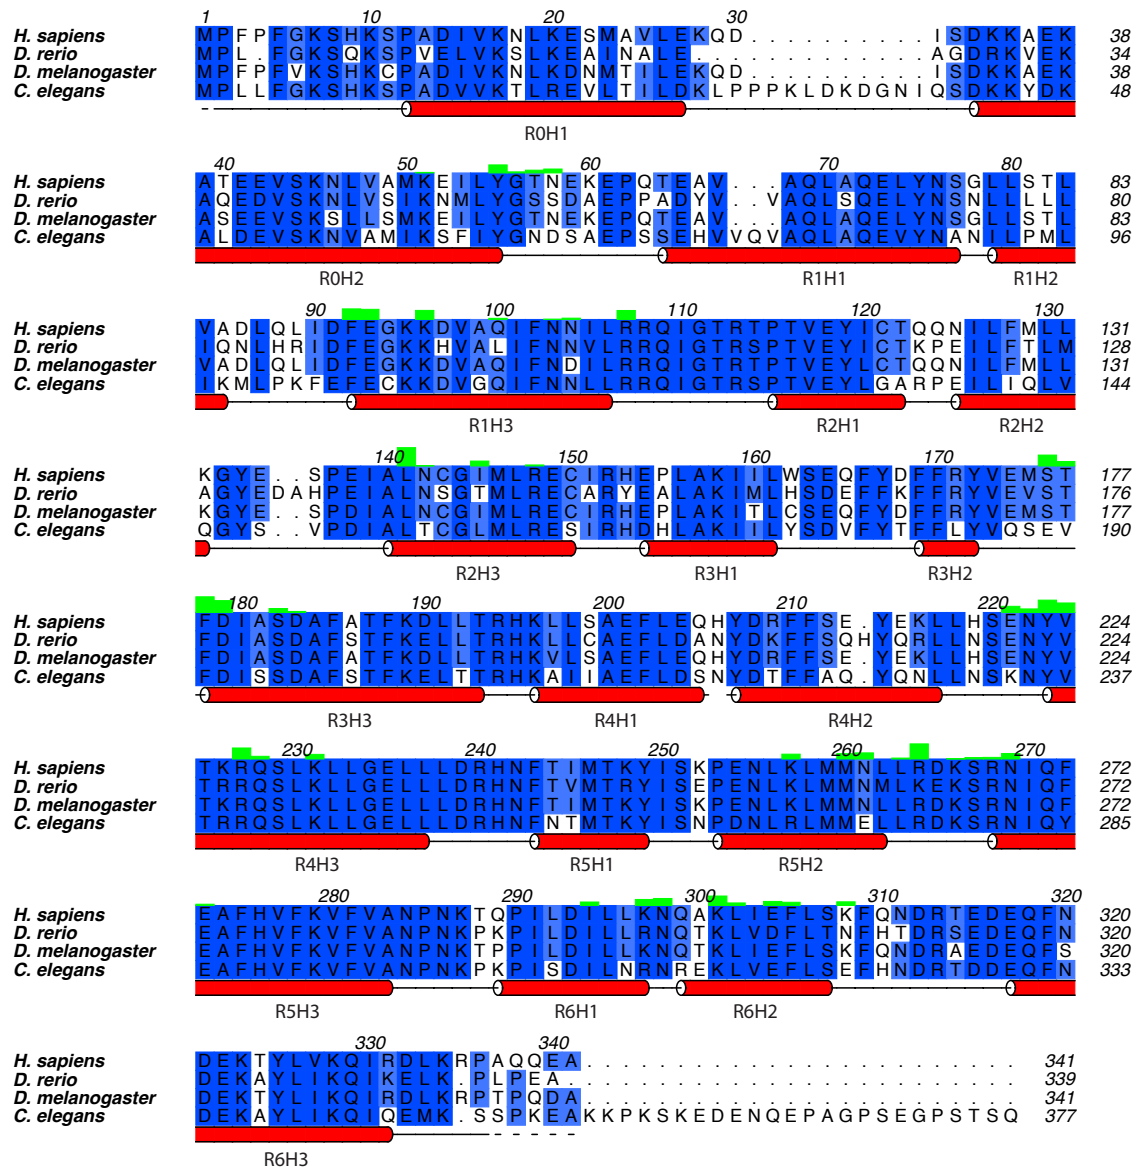 1 10 20 30
H. sapiens MPFPFGKSHKSPADIVKNLKESMAVLEKQD..........ISDKKAEK 38
D. rerio MPL.FGKSQKSPVELVKSLKEAINALE.............AGDRKVEK 34
D. melanogaster MPFPFVKSHKCPADIVKNLKDNMTILEKQD..........ISDKKAEK 38
C. elegans MPLLFGKSHKSPADVVKTLREVLTILDKLPPPKLDKDGNIQSDKKYDK 48
R0H1
40 50 60 70 80
H. sapiens ATEEVSKNLVAMKEILYGTNEKEPQTEAV...AQLAQELYNSGLLSTL 83
D. rerio AQEDVSKNLVSIKNMLYGSSDAEPPADYV..VAQLSQELYNSNLLLLL 80
D. melanogaster ASEEVSKSLLSMKEILYGTNEKEPQTEAV...AQLAQELYNSGLLSTL 83
C. elegans ALDEVSKNVAMIKSFIYGNDSAEPSSEHVVQVAQLAQEVYNANILPML 96
R0H2 R1H1 R1H2
90 100 110 120 130
H. sapiens VADLQLIDFEGKKDVAQIFNNILRRQIGTRTPTVEYICTQQNILFMLL 131
D. rerio IQNLHRIDFEGKKHVALIFNNVLRRQIGTRSPTVEYICTKPEILFTLM 128
D. melanogaster VADLQLIDFEGKKDVAQIFNDILRRQIGTRTPTVEYLCTQQNILFMLL 131
C. elegans IKMLPKFEFECKKDVGQIFNNLLRRQIGTRSPTVEYLGARPEILIQLV 144
R1H3 R2H1 R2H2
140 150 160 170
H. sapiens KGYE..SPEIALNCGIMLRECIRHEPLAKIILWSEQFYDFFRYVEMST 177
D. rerio AGYEDAHPEIALNSGTMLRECARYEALAKIMLHSDEFFKFFRYVEVST 176
D. melanogaster KGYE..SPEIALNCGIMLRECIRHEPLAKITLCSEQFYDFFRYVEMST 177
C. elegans QGYS..VPDIALTCGLMLRESIRHDHLAKIILYSDVFYTFFLYVQSEV 190
R2H3 R3H1 R3H2
180 190 200 210 220
H. sapiens FDIASDAFATFKDLLTRHKLLSAEFLEQHYDRFFSE.YEKLLHSENYV 224
D. rerio FDIASDAFSTFKDLLTRHKLLCAEFLDANYDKFFSQHYQRLLNSENYV 224
D. melanogaster FDIASDAFATFKDLLTRHKVLSAEFLEQHYDRFFSE.YEKLLHSENYV 224
C. elegans FDISSDAFSTFKELTTRHKAIIAEFLDSNYDTFFAQ.YQNLLNSKNYV 237
R3H3 R4H1 R4H2
230 240 250 260 270
H. sapiens TKRQSLKLLGELLLDRHNFTIMTKYISKPENLKLMMNLLRDKSRNIQF 272
D. rerio TRRQSLKLLGELLLDRHNFTVMTRYISEPENLKLMMNMLKEKSRNIQF 272
D. melanogaster TKRQSLKLLGELLLDRHNFTIMTKYISKPENLKLMMNLLRDKSRNIQF 272
C. elegans TRRQSLKLLGELLLDRHNFNTMTKYISNPDNLRLMMELLRDKSRNIQY 285
R4H3 R5H1 R5H2
280 290 300 310 320
H. sapiens EAFHVFKVFVANPNKTQPILDILLKNQAKLIEFLSKFQNDRTEDEQFN 320
D. rerio EAFHVFKVFVANPNKPKPILDILLRNQTKLVDFLTNFHTDRSEDEQFN 320
D. melanogaster EAFHVFKVFVANPNKTPPILDILLKNQTKLIEFLSKFQNDRAEDEQFS 320
C. elegans EAFHVFKVFVANPNKPKPISDILNRNREKLVEFLSEFHNDRTDDEQFN 333
R5H3 R6H1 R6H2
330 340
H. sapiens DEKTYLVKQIRDLKRPAQQEA........................ 341
D. rerio DEKAYLIKQIKELK.PLPEA......................... 339
D. melanogaster DEKTYLIKQIRDLKRPTPQDA........................ 341
C. elegans DEKAYLIKQIQEMK.SSPKEAKKPKSKEDENQEPAGPSEGPSTSQ 377
R6H3